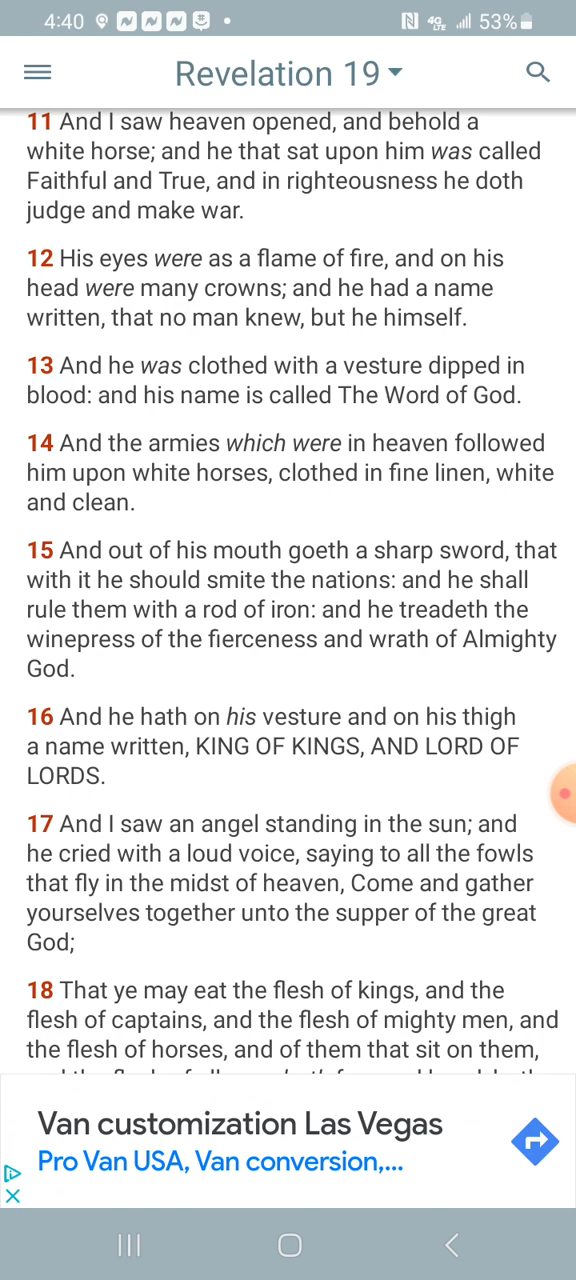 4:40
53%
Revelation 19
11 And I saw heaven opened, and behold a
white horse; and he that sat upon him was called
Faithful and True, and in righteousness he doth
judge and make war.
12 His eyes were as a flame of fire, and on his
head were many crowns; and he had a name
written, that no man knew, but he himself.
13 And he was clothed with a vesture dipped in
blood: and his name is called The Word of God.
14 And the armies which were in heaven followed
him upon white horses, clothed in fine linen, white
and clean.
15 And out of his mouth goeth a sharp sword, that
with it he should smite the nations: and he shall
rule them with a rod of iron: and he treadeth the
winepress of the fierceness and wrath of Almighty
God.
16 And he hath on his vesture and on his thigh
a name written, KING OF KINGS, AND LORD OF
LORDS.
17 And I saw an angel standing in the sun; and
he cried with a loud voice, saying to all the fowls
that fly in the midst of heaven, Come and gather
yourselves together unto the supper of the great
God;
18 That ye may eat the flesh of kings, and the
flesh of captains, and the flesh of mighty men, and
the flesh of horses, and of them that sit on them,
Van customization Las Vegas
Pro Van USA, Van conversion,...